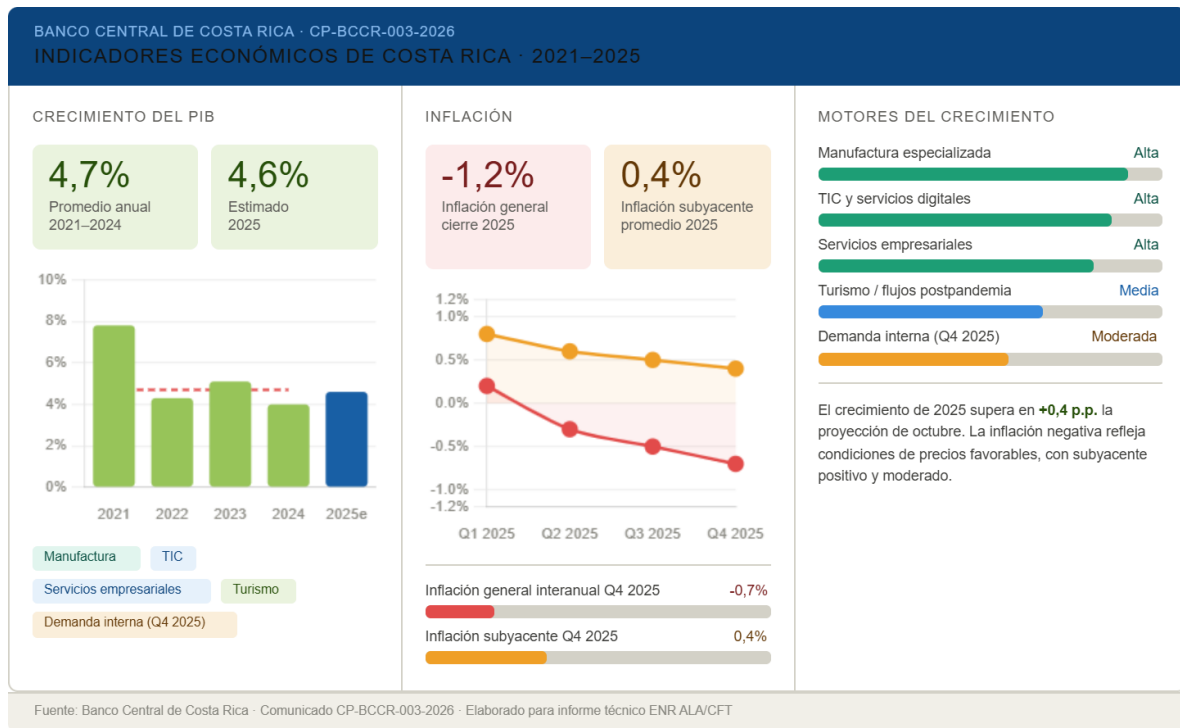 BANCO CENTRAL DE COSTA RICA · CP-BCCR-003-2026
INDICADORES ECONÓMICOS DE COSTA RICA · 2021–2025
CRECIMIENTO DEL PIB
4,7%
Promedio anual
2021–2024
4,6%
Estimado
2025
10%
8%
6%
4%
2%
0%
2021 2022 2023 2024 2025e
Manufactura
TIC
Servicios empresariales
Turismo
Demanda interna (Q4 2025)
INFLACIÓN
-1,2%
Inflación general
cierre 2025
0,4%
Inflación subyacente
promedio 2025
1.2%
1.0%
0.5%
0.0%
-0.5%
-1.0%
-1.2%
Q1 2025 Q2 2025 Q3 2025 Q4 2025
Inflación general interanual Q4 2025 -0,7%
Inflación subyacente Q4 2025 0,4%
MOTORES DEL CRECIMIENTO
Manufactura especializada Alta
TIC y servicios digitales Alta
Servicios empresariales Alta
Turismo / flujos postpandemia Media
Demanda interna (Q4 2025) Moderada
El crecimiento de 2025 supera en +0,4 p.p. la
proyección de octubre. La inflación negativa refleja
condiciones de precios favorables, con subyacente
positivo y moderado.
Fuente: Banco Central de Costa Rica · Comunicado CP-BCCR-003-2026 · Elaborado para informe técnico ENR ALA/CFT